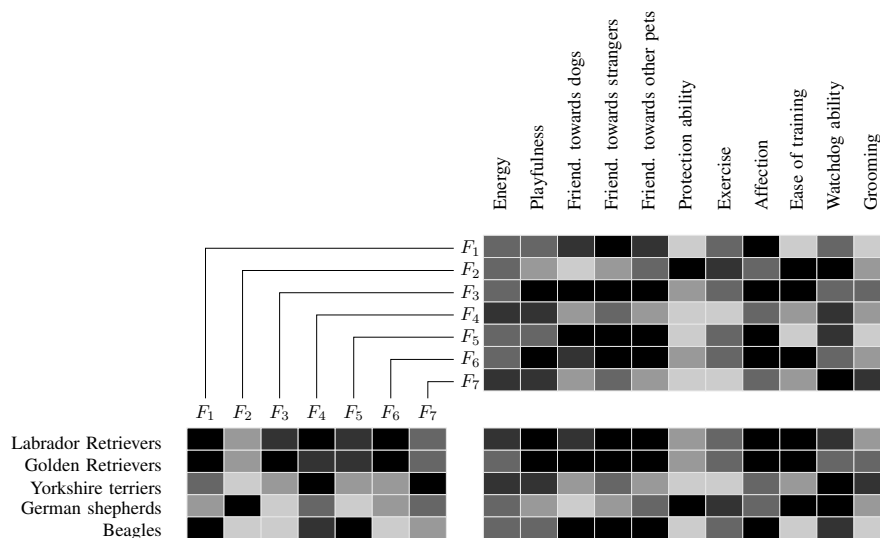 Energy
Playfulness
Friend. towards dogs
Friend. towards strangers
Friend. towards other pets
Protection ability
Exercise
Affection
Ease of training
Watchdog ability
Grooming
F1
F2
F3
F4
F5
F6
F7
F1 F2 F3 F4 F5 F6 F7
Labrador Retrievers
Golden Retrievers
Yorkshire terriers
German shepherds
Beagles